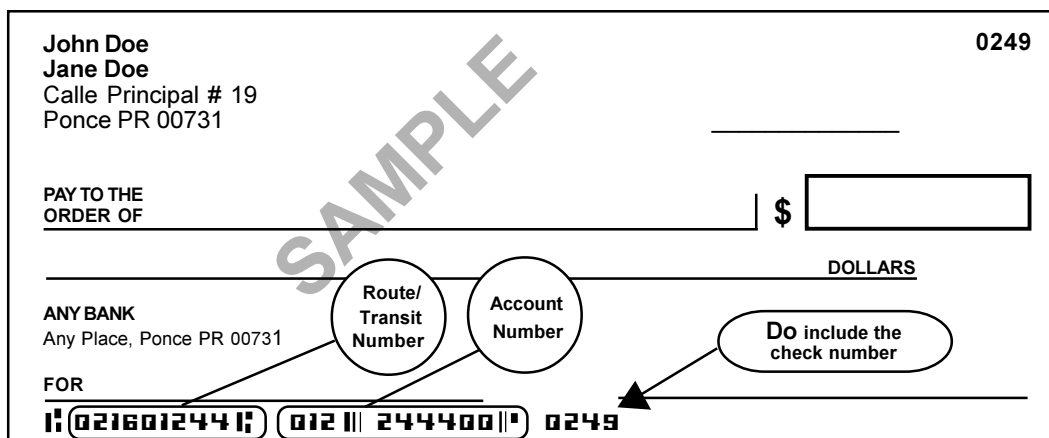 John Doe
0249
Jane Doe
Calle Principal # 19
Ponce PR 00731
SAMPLE
PAY TO THE
ORDER OF
$
DOLLARS
ANY BANK
Any Place, Ponce PR 00731
Route/
Transit
Number
Account
Number
Do include the
check number
FOR
⑆021601244⑆ 012⑉244400⑈ 0249